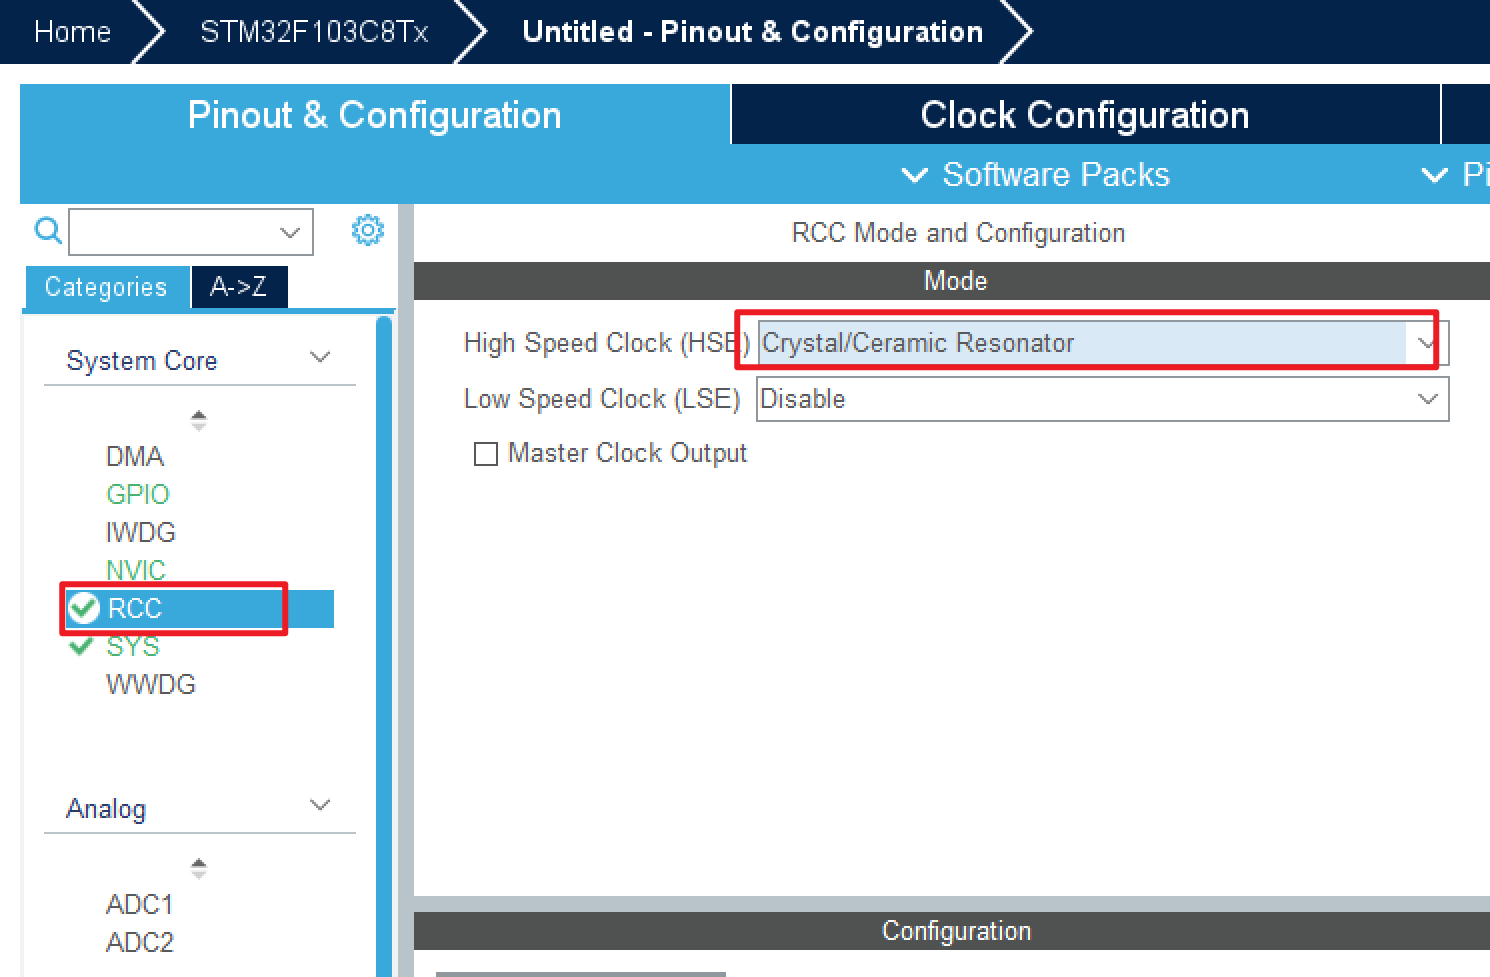 Home STM32F103C8Tx Untitled - Pinout & Configuration
Pinout & Configuration Clock Configuration
Software Packs Pi
Categories A->Z
System Core
DMA
GPIO
IWDG
NVIC
RCC
SYS
WWDG
Analog
ADC1
ADC2
RCC Mode and Configuration
Mode
High Speed Clock (HSE) Crystal/Ceramic Resonator
Low Speed Clock (LSE) Disable
Master Clock Output
Configuration